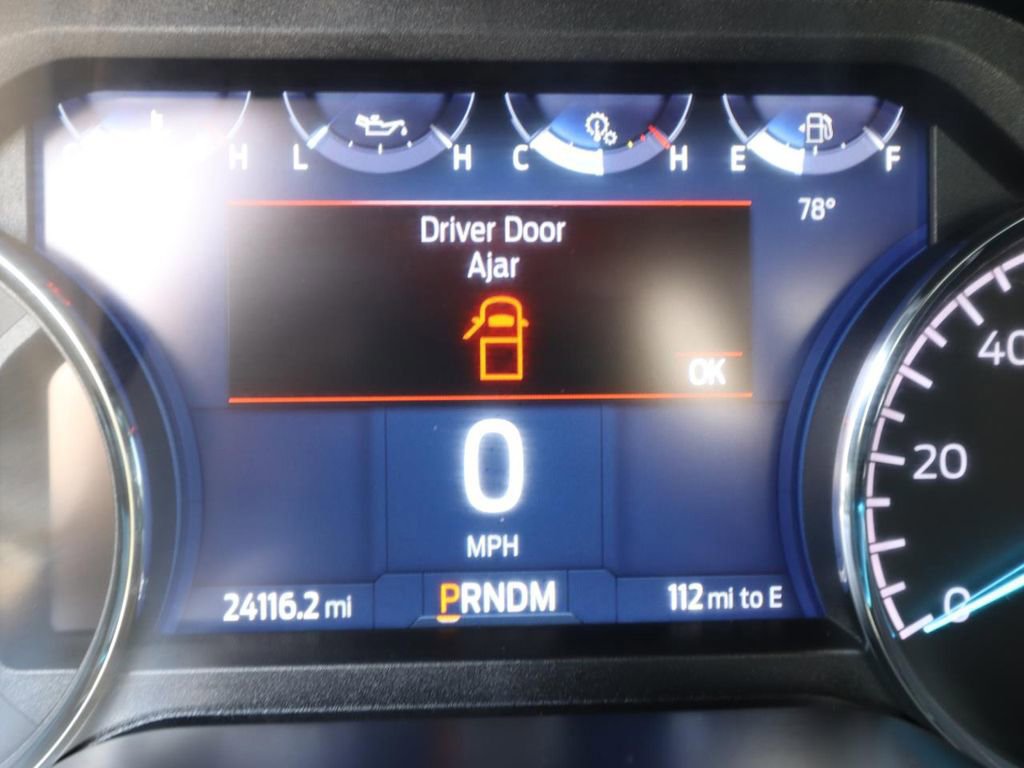 H L H C H E F
78°
Driver Door
Ajar
OK
40
0
20
MPH
24116.2 mi PRNDM 112 mi to E
0